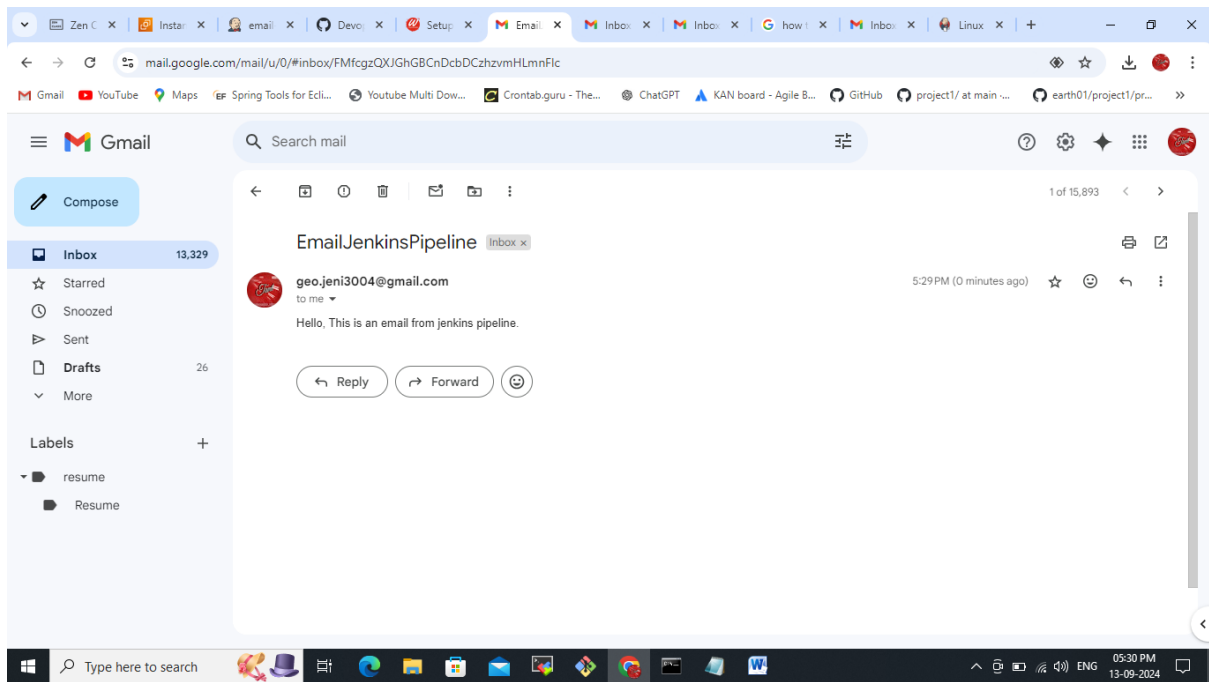 Zen C
Instar
email
Devo
Setup
Email
Inbox
Inbox
how t
Inbox
Linux
mail.google.com/mail/u/0/#inbox/FMfcgzQXJGhGBCnDcbDCzhzvmHLmnFlc
Gmail
YouTube
Maps
Spring Tools for Ecli...
Youtube Multi Dow...
Crontab.guru - The...
ChatGPT
KAN board - Agile B...
GitHub
project1/ at main ·...
earth01/project1/pr...
Gmail
Search mail
Compose
1 of 15,893
Inbox 13,329
Starred
Snoozed
Sent
Drafts 26
More
Labels
resume
Resume
EmailJenkinsPipeline Inbox x
geo.jeni3004@gmail.com 5:29 PM (0 minutes ago)
to me
Hello, This is an email from jenkins pipeline.
Reply Forward
Type here to search
ENG
05:30 PM
13-09-2024